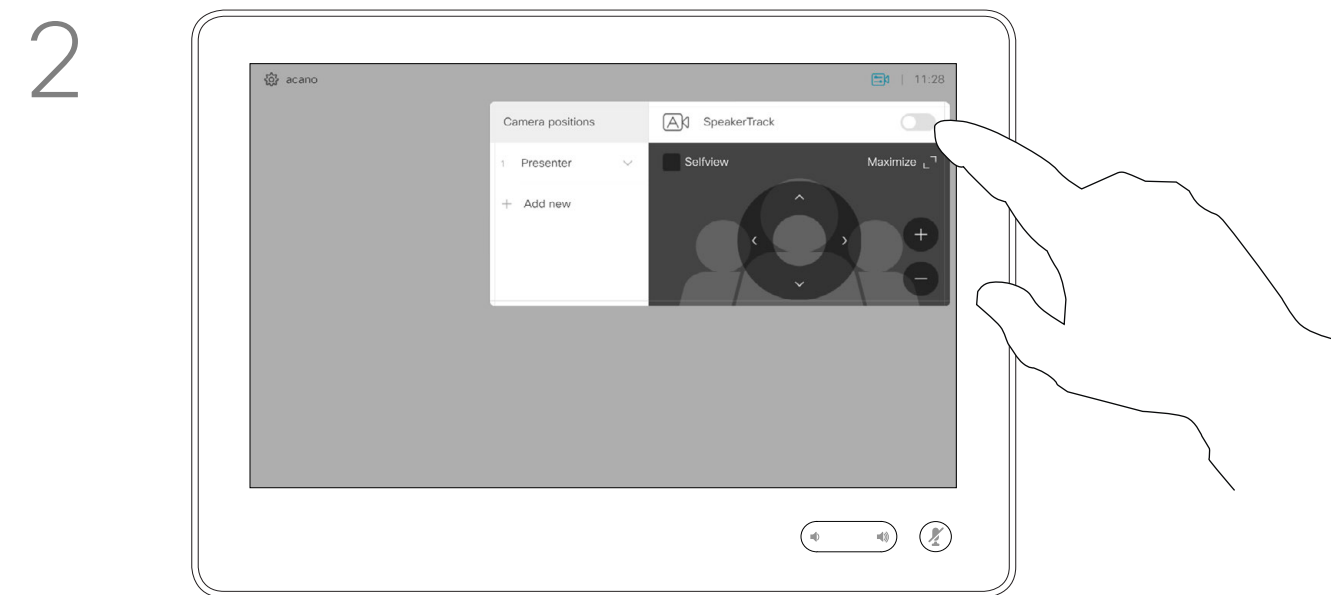 2
acano | 11:28
Camera positions
SpeakerTrack
1 Presenter
Selfview
Maximize
+ Add new